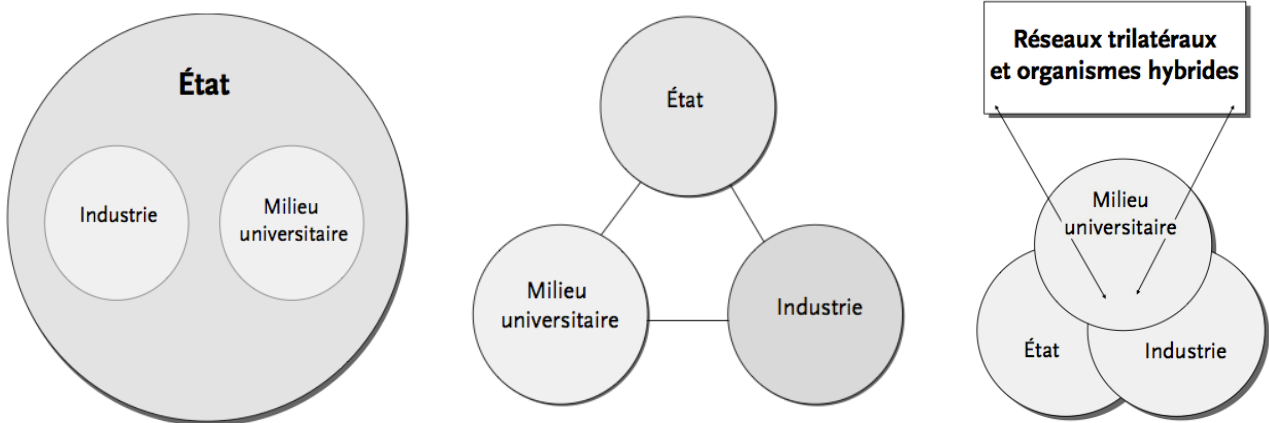 État
Industrie
Milieu
universitaire
État
Milieu
universitaire
Industrie
Réseaux trilatéraux
et organismes hybrides
Milieu
universitaire
État
Industrie